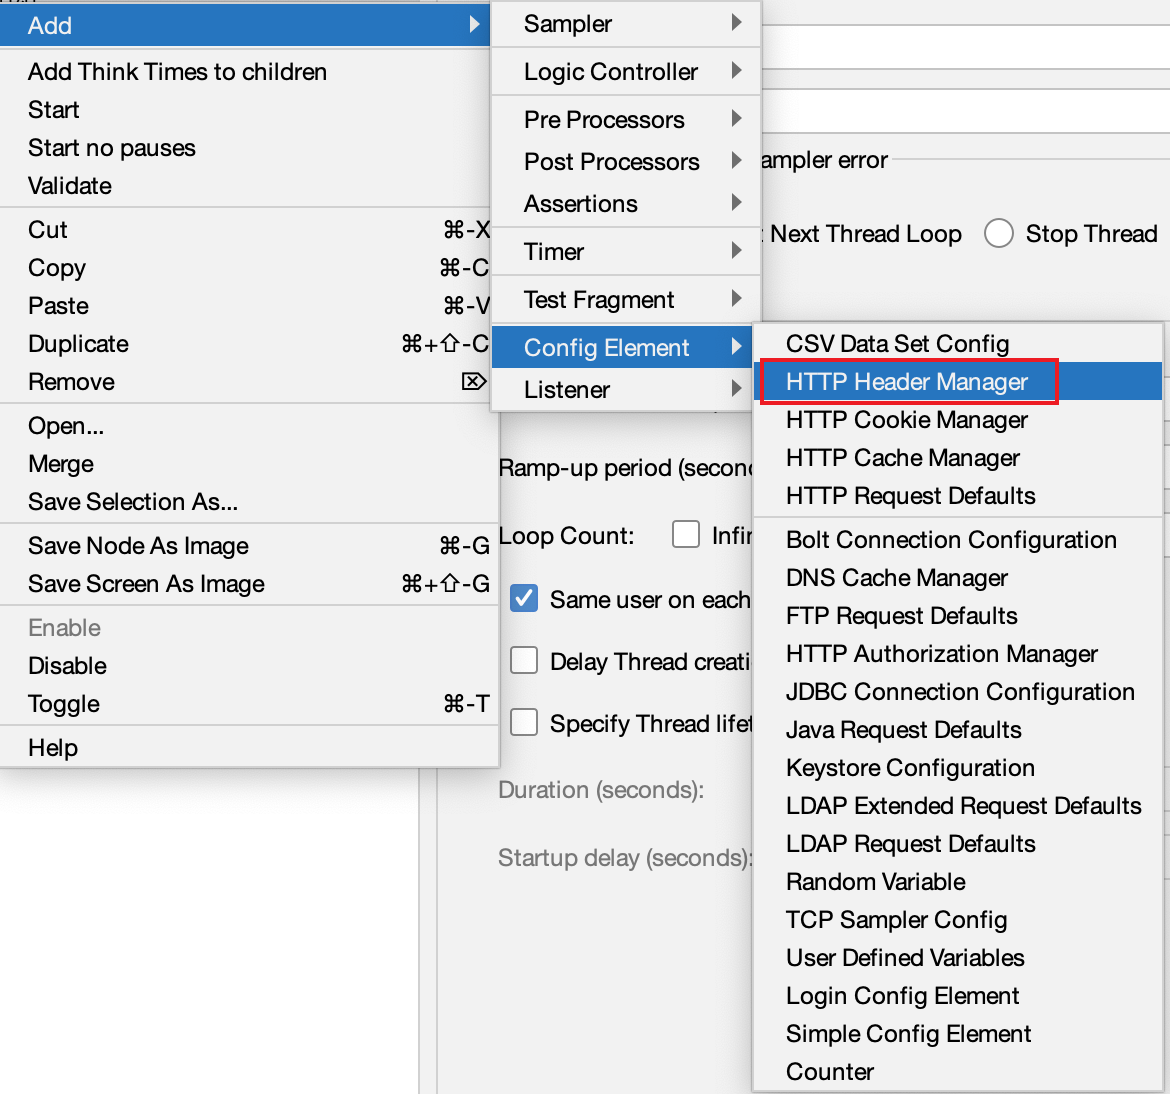 Add
Add Think Times to children
Start
Start no pauses
Validate
Cut ⌘-X
Copy ⌘-C
Paste ⌘-V
Duplicate ⌘+⇧-C
Remove ⌦
Open...
Merge
Save Selection As...
Save Node As Image ⌘-G
Save Screen As Image ⌘+⇧-G
Enable
Disable
Toggle ⌘-T
Help
Sampler
Logic Controller
Pre Processors
Post Processors
Assertions
Timer
Test Fragment
Config Element
Listener
CSV Data Set Config
HTTP Header Manager
HTTP Cookie Manager
HTTP Cache Manager
HTTP Request Defaults
Bolt Connection Configuration
DNS Cache Manager
FTP Request Defaults
HTTP Authorization Manager
JDBC Connection Configuration
Java Request Defaults
Keystore Configuration
LDAP Extended Request Defaults
LDAP Request Defaults
Random Variable
TCP Sampler Config
User Defined Variables
Login Config Element
Simple Config Element
Counter
ampler error
Next Thread Loop Stop Thread
Ramp-up period (secon
Loop Count: Infi
Same user on each
Delay Thread creati
Specify Thread lifet
Duration (seconds):
Startup delay (seconds):